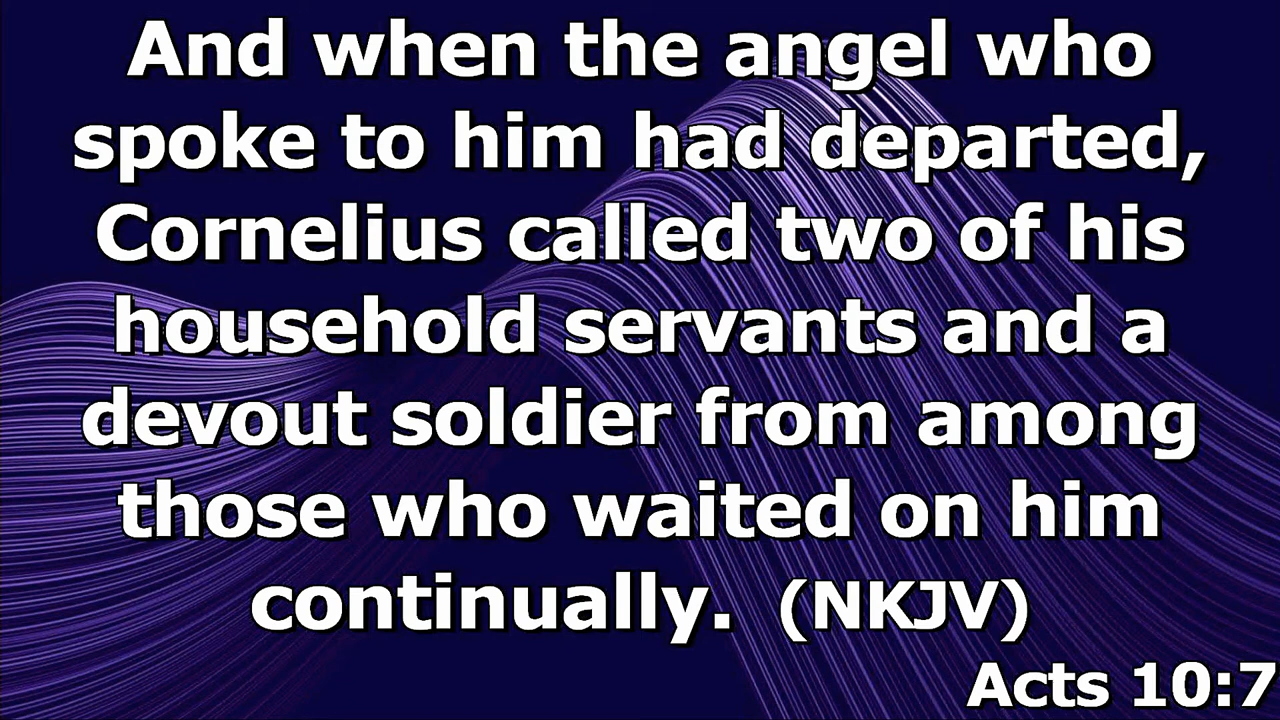 And when the angel who
spoke to him had departed,
Cornelius called two of his
household servants and a
devout soldier from among
those who waited on him
continually. (NKJV)
Acts 10:7